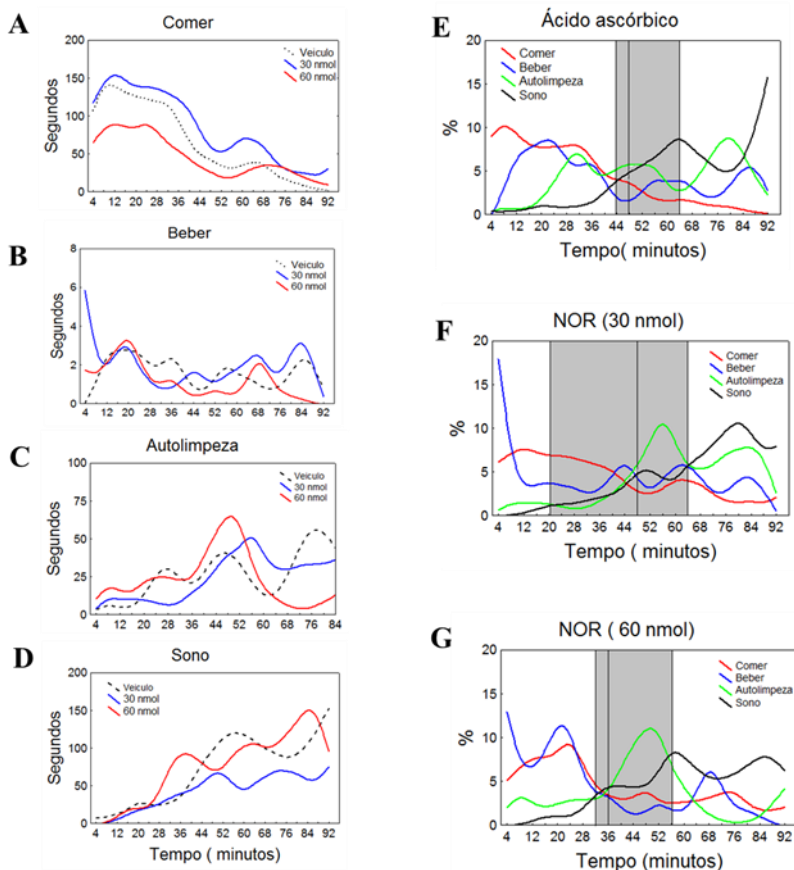 A
Comer
Segundos
200
150
100
50
0
Veiculo
30 nmol
60 nmol
4 12 20 28 36 44 52 60 68 76 84 92
B
Beber
Segundos
8
6
4
2
0
Veiculo
30 nmol
60 nmol
4 12 20 28 36 44 52 60 68 76 84 92
C
Autolimpeza
Segundos
100
75
50
25
0
Veiculo
30 nmol
60 nmol
4 12 20 28 36 44 52 60 68 76 84
D
Sono
Segundos
200
150
100
50
0
Veiculo
30 nmol
60 nmol
4 12 20 28 36 44 52 60 68 76 84 92
Tempo ( minutos)
E
Ácido ascórbico
%
20
15
10
5
0
Comer
Beber
Autolimpeza
Sono
4 12 20 28 36 44 52 60 68 76 84 92
Tempo( minutos)
F
NOR (30 nmol)
%
20
15
10
5
0
Comer
Beber
Autolimpeza
Sono
4 12 20 28 36 44 52 60 68 76 84 92
Tempo ( minutos)
G
NOR ( 60 nmol)
%
20
15
10
5
0
Comer
Beber
Autolimpeza
Sono
4 12 20 28 36 44 52 60 68 76 84 92
Tempo (minutos)